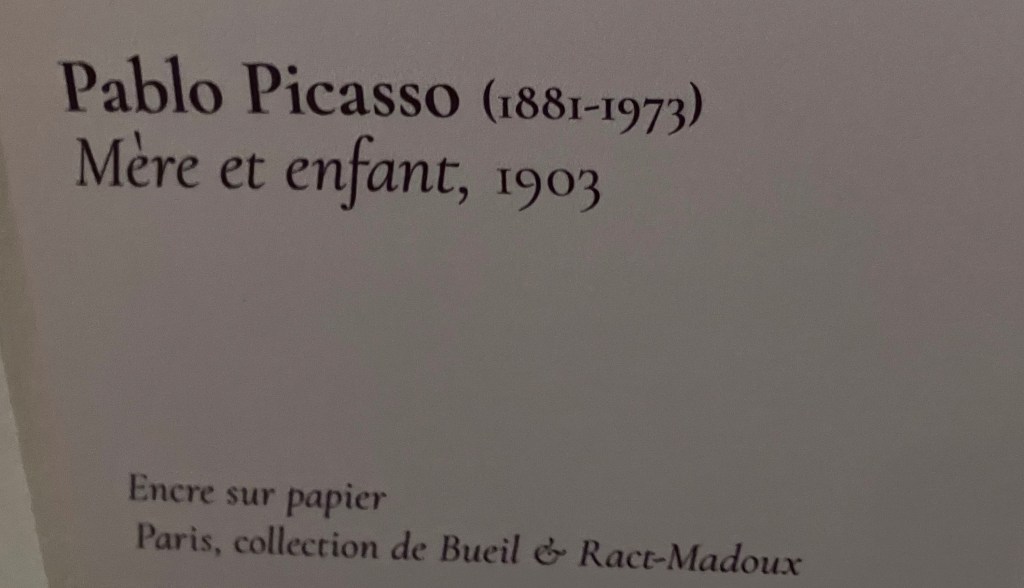 Pablo Picasso (1881-1973)
Mère et enfant, 1903
Encre sur papier
Paris, collection de Bueil & Ract-Madoux